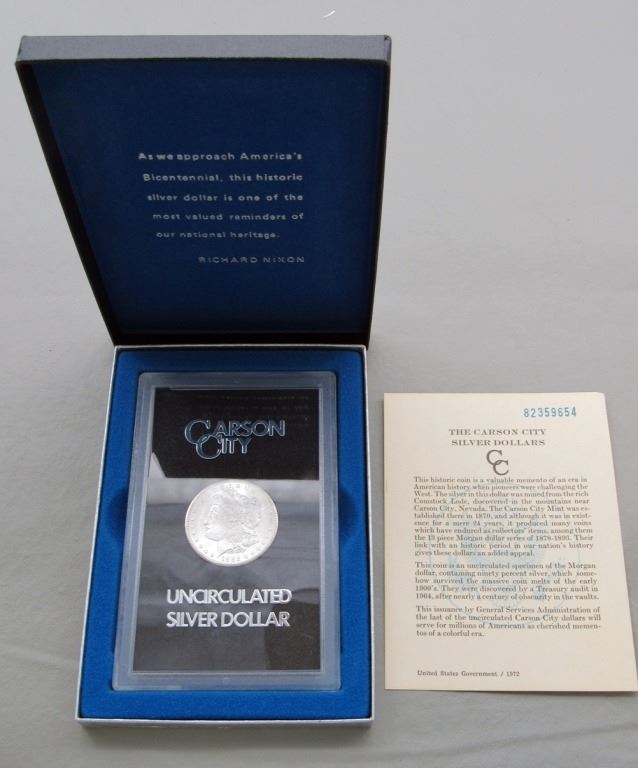 As we approach America's
Bicentennial, this historic
silver dollar is one of the
most valued reminders of
our national heritage.
RICHARD NIXON
CARSON
CITY
UNCIRCULATED
SILVER DOLLAR
82359654
THE CARSON CITY
SILVER DOLLARS
CC
This historic coin is a valuable memento of an era in
American history when pioneers were challenging the
West. The silver in this dollar was mined from the rich
Comstock Lode, discovered in the mountains near
Carson City, Nevada. The Carson City Mint was es-
tablished there in 1870, and although it was in exist-
ence for a mere 24 years, it produced many coins
which have endured as collectors' items, among them
the 13 piece Morgan dollar series of 1878-1893. Their
link with an historic period in our nation's history
gives these dollars an added appeal.
This coin is an uncirculated specimen of the Morgan
dollar, containing ninety percent silver, which some-
how survived the massive coin melts of the early
1900's. They were discovered by a Treasury audit in
1964, after nearly a century of obscurity in the vaults.
This issuance by General Services Administration of
the last of the uncirculated Carson City dollars will
serve for millions of Americans as cherished memen-
tos of a colorful era.
United States Government / 1972